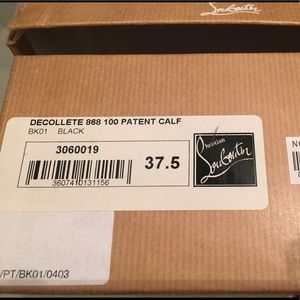 Louboutin
DECOLLETE 868 100 PATENT CALF
BK01 BLACK
3060019
37.5
3607410131156
Christian
Louboutin
/PT/BK01/0403